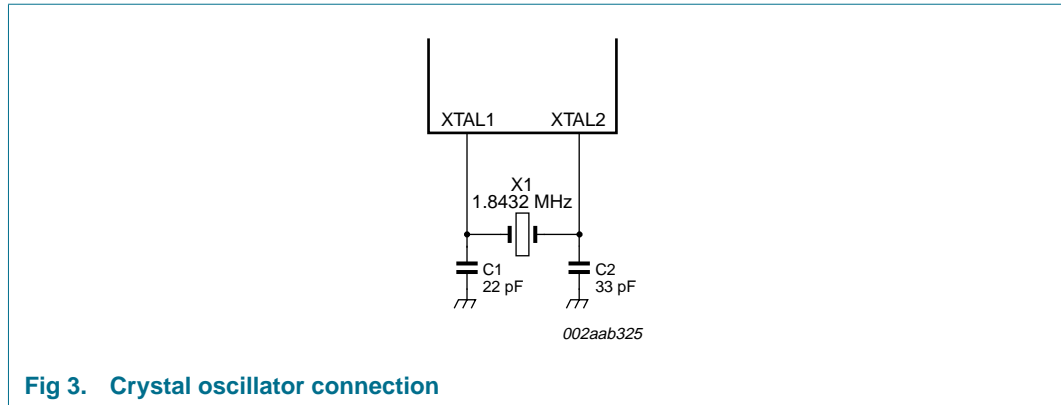 XTAL1 XTAL2
X1
1.8432 MHz
C1 C2
22 pF 33 pF
002aab325
Fig 3. Crystal oscillator connection